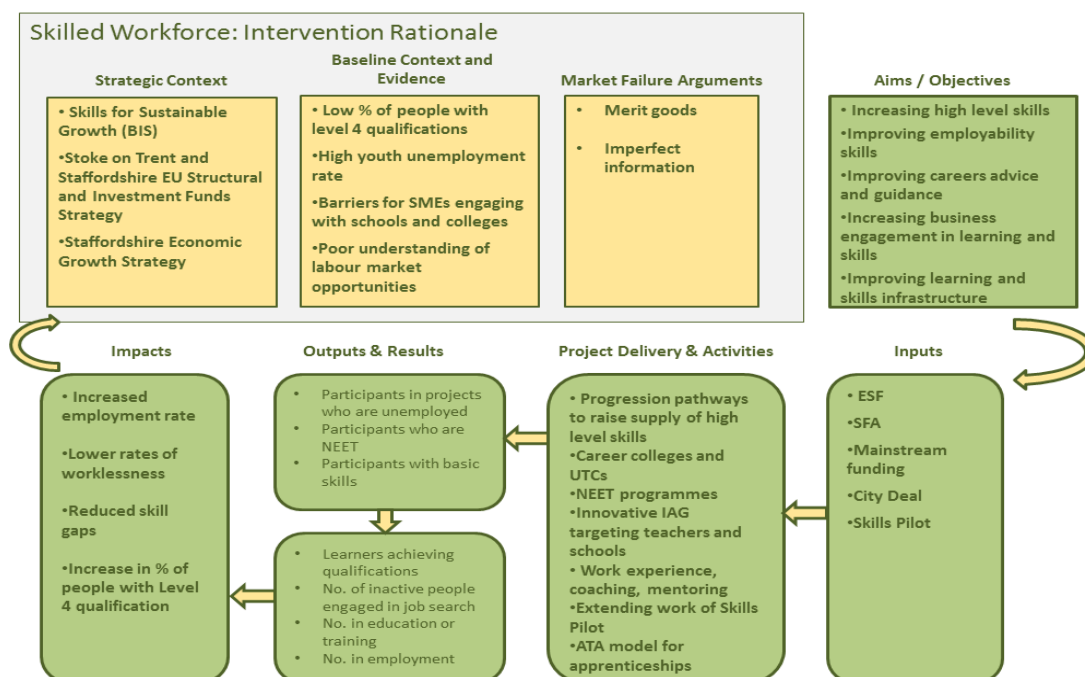 Skilled Workforce: Intervention Rationale
Strategic Context
• Skills for Sustainable
Growth (BIS)
•Stoke on Trent and
Staffordshire EU Structural
and Investment Funds
Strategy
•Staffordshire Economic
Growth Strategy
Baseline Context and
Evidence
• Low % of people with
level 4 qualifications
•High youth unemployment
rate
•Barriers for SMEs engaging
with schools and colleges
•Poor understanding of
labour market
opportunities
Market Failure Arguments
• Merit goods
• Imperfect
information
Aims / Objectives
• Increasing high level skills
•Improving employability
skills
•Improving careers advice
and guidance
•Increasing business
engagement in learning and
skills
•Improving learning and
skills infrastructure
Inputs
• ESF
•SFA
•Mainstream
funding
•City Deal
•Skills Pilot
Project Delivery & Activities
• Progression pathways
to raise supply of high
level skills
•Career colleges and
UTCs
•NEET programmes
•Innovative IAG
targeting teachers and
schools
• Work experience,
coaching, mentoring
•Extending work of Skills
Pilot
•ATA model for
apprenticeships
Outputs & Results
• Participants in projects
who are unemployed
• Participants who are
NEET
• Participants with basic
skills
• Learners achieving
qualifications
• No. of inactive people
engaged in job search
• No. in education or
training
• No. in employment
Impacts
• Increased
employment rate
•Lower rates of
worklessness
•Reduced skill
gaps
•Increase in % of
people with Level
4 qualification